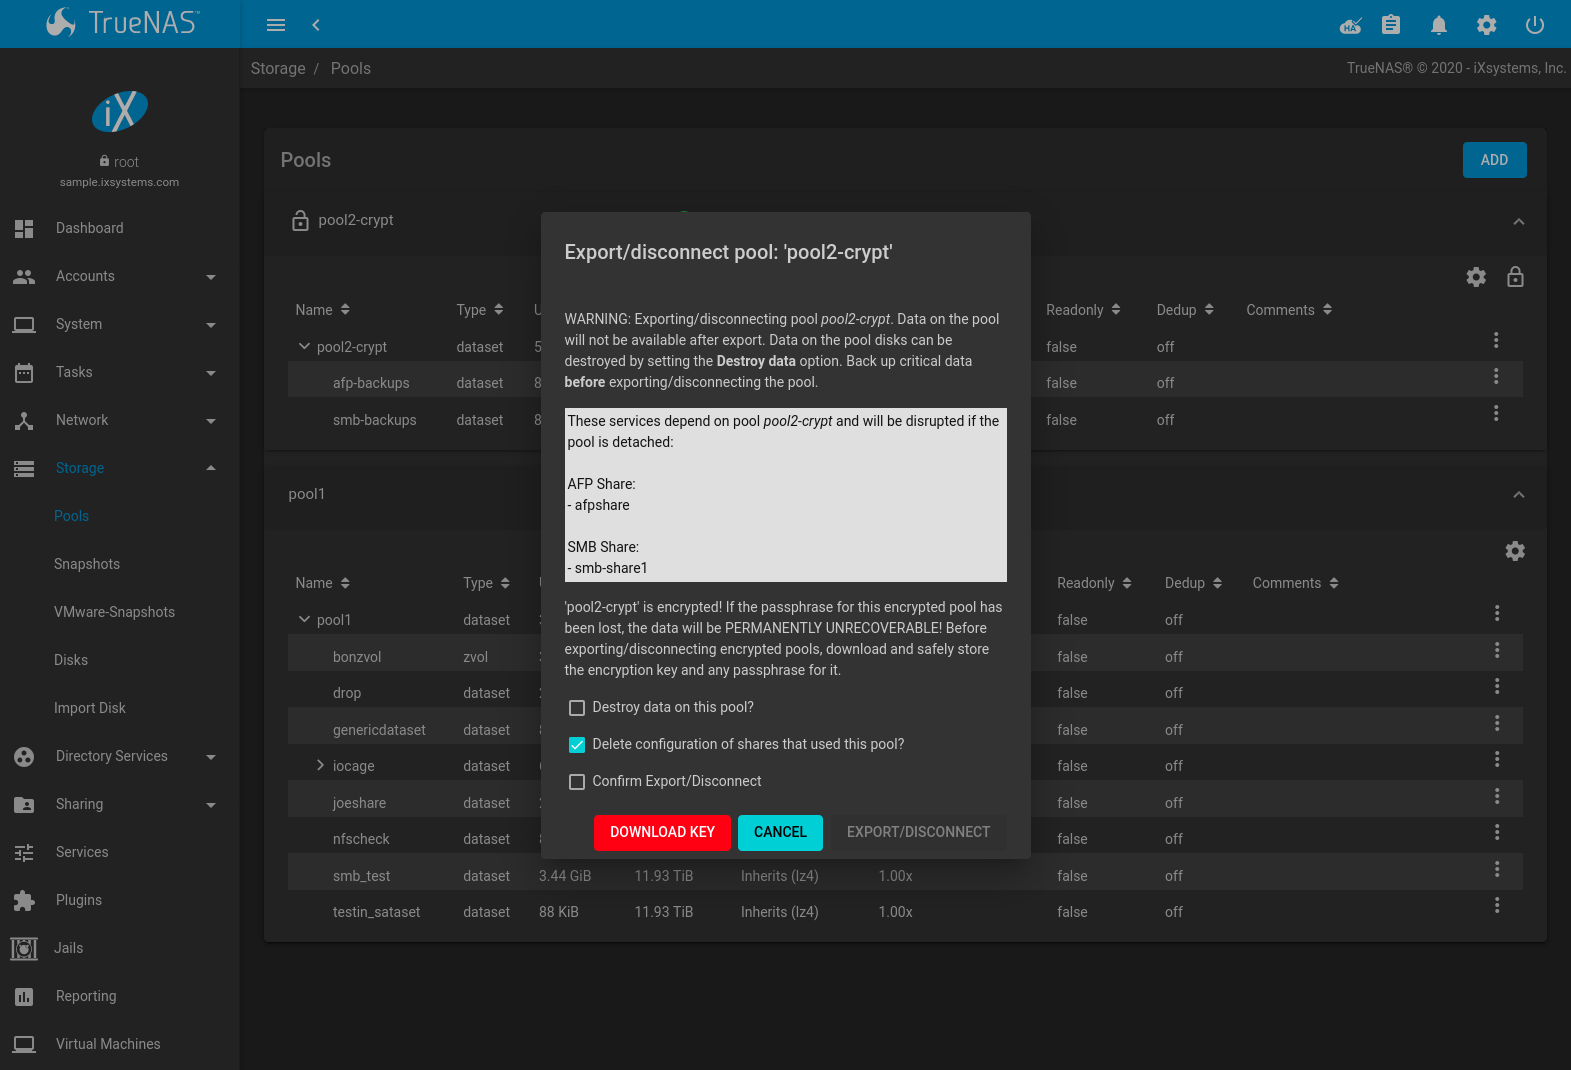 TrueNAS™
HA
Storage / Pools
TrueNAS® © 2020 - iXsystems, Inc.
iX
root
sample.ixsystems.com
Dashboard
Accounts
System
Tasks
Network
Storage
Pools
Snapshots
VMware-Snapshots
Disks
Import Disk
Directory Services
Sharing
Services
Plugins
Jails
Reporting
Virtual Machines
Pools
ADD
pool2-crypt
Name Type U Readonly Dedup Comments
pool2-crypt dataset 5 false off
afp-backups dataset 8 false off
smb-backups dataset 8 false off
pool1
Name Type Readonly Dedup Comments
pool1 dataset false off
bonzvol zvol false off
drop dataset false off
genericdataset dataset false off
iocage dataset false off
joeshare dataset false off
nfscheck dataset false off
smb_test dataset 3.44 GiB 11.93 TiB Inherits (lz4) 1.00x false off
testin_sataset dataset 88 KiB 11.93 TiB Inherits (lz4) 1.00x false off
Export/disconnect pool: 'pool2-crypt'
WARNING: Exporting/disconnecting pool pool2-crypt. Data on the pool
will not be available after export. Data on the pool disks can be
destroyed by setting the Destroy data option. Back up critical data
before exporting/disconnecting the pool.
These services depend on pool pool2-crypt and will be disrupted if the
pool is detached:
AFP Share:
- afpshare
SMB Share:
- smb-share1
'pool2-crypt' is encrypted! If the passphrase for this encrypted pool has
been lost, the data will be PERMANENTLY UNRECOVERABLE! Before
exporting/disconnecting encrypted pools, download and safely store
the encryption key and any passphrase for it.
Destroy data on this pool?
Delete configuration of shares that used this pool?
Confirm Export/Disconnect
DOWNLOAD KEY CANCEL EXPORT/DISCONNECT